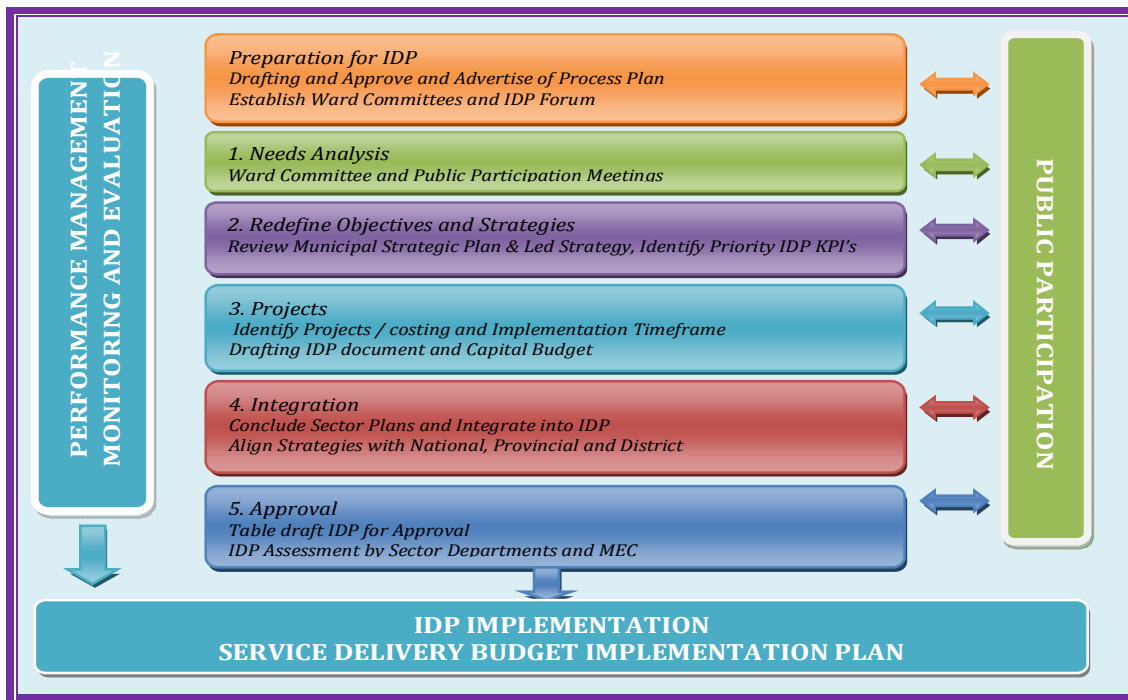 PERFORMANCE MANAGEMENT
MONITORING AND EVALUATION
Preparation for IDP
Drafting and Approve and Advertise of Process Plan
Establish Ward Committees and IDP Forum
1. Needs Analysis
Ward Committee and Public Participation Meetings
2. Redefine Objectives and Strategies
Review Municipal Strategic Plan & Led Strategy, Identify Priority IDP KPI's
3. Projects
Identify Projects / costing and Implementation Timeframe
Drafting IDP document and Capital Budget
4. Integration
Conclude Sector Plans and Integrate into IDP
Align Strategies with National, Provincial and District
5. Approval
Table draft IDP for Approval
IDP Assessment by Sector Departments and MEC
PUBLIC PARTICIPATION
IDP IMPLEMENTATION
SERVICE DELIVERY BUDGET IMPLEMENTATION PLAN